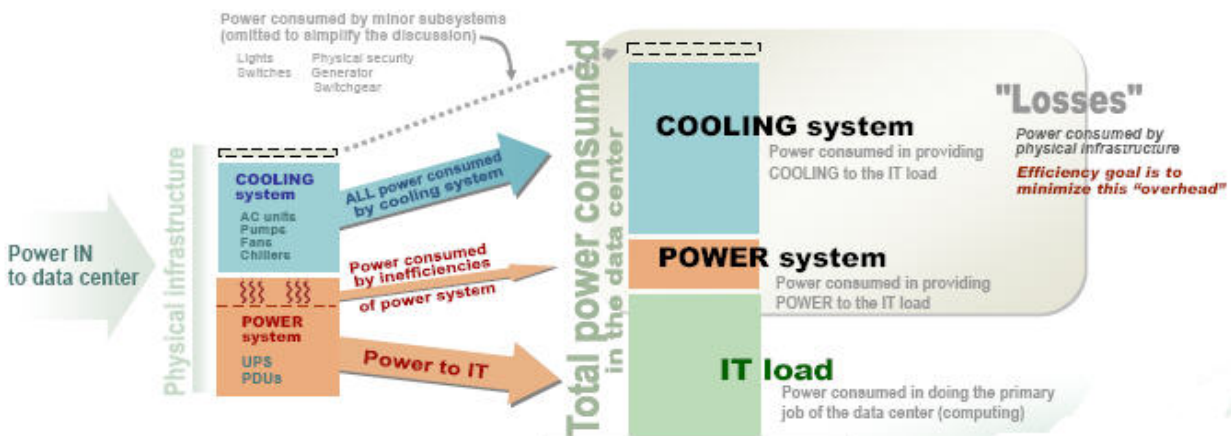 Power consumed by minor subsystems
(omitted to simplify the discussion)
Lights Physical security
Switches Generator
Switchgear
Power IN
to data center
Physical infrastructure
COOLING
system
AC units
Pumps
Fans
Chillers
POWER
system
UPS
PDUs
ALL power consumed
by cooling system
Power consumed
by inefficiencies
of power system
Power to IT
Total power consumed
in the data center
COOLING system
Power consumed in providing
COOLING to the IT load
POWER system
Power consumed in providing
POWER to the IT load
IT load
Power consumed in doing the primary
job of the data center (computing)
"Losses"
Power consumed by
physical infrastructure
Efficiency goal is to
minimize this “overhead”